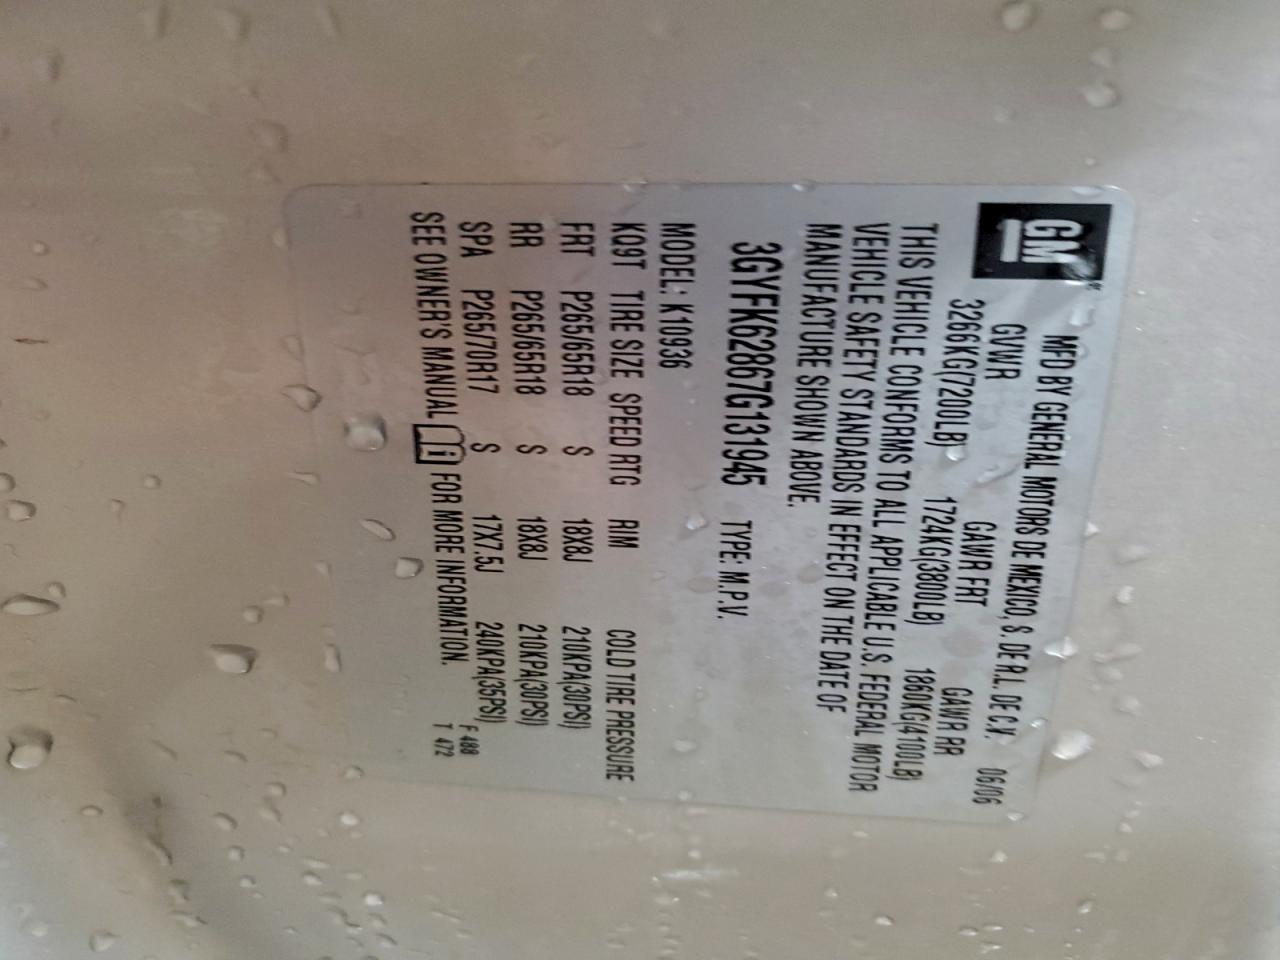 GM
MFD BY GENERAL MOTORS DE MEXICO, S. DE R.L. DE C.V. 06/06
GVWR GAWR FRT GAWR RR
3266KG(7200LB) 1724KG(3800LB) 1860KG(4100LB)
THIS VEHICLE CONFORMS TO ALL APPLICABLE U.S. FEDERAL MOTOR
VEHICLE SAFETY STANDARDS IN EFFECT ON THE DATE OF
MANUFACTURE SHOWN ABOVE.
3GYFK62867G131945 TYPE: M.P.V.
MODEL: K10936
KQ9T TIRE SIZE SPEED RTG RIM COLD TIRE PRESSURE
FRT P265/65R18 S 18X8J 210KPA(30PSI)
RR P265/65R18 S 18X8J 210KPA(30PSI)
SPA P265/70R17 S 17X7.5J 240KPA(35PSI)
SEE OWNER'S MANUAL i FOR MORE INFORMATION.
F 488
T 472